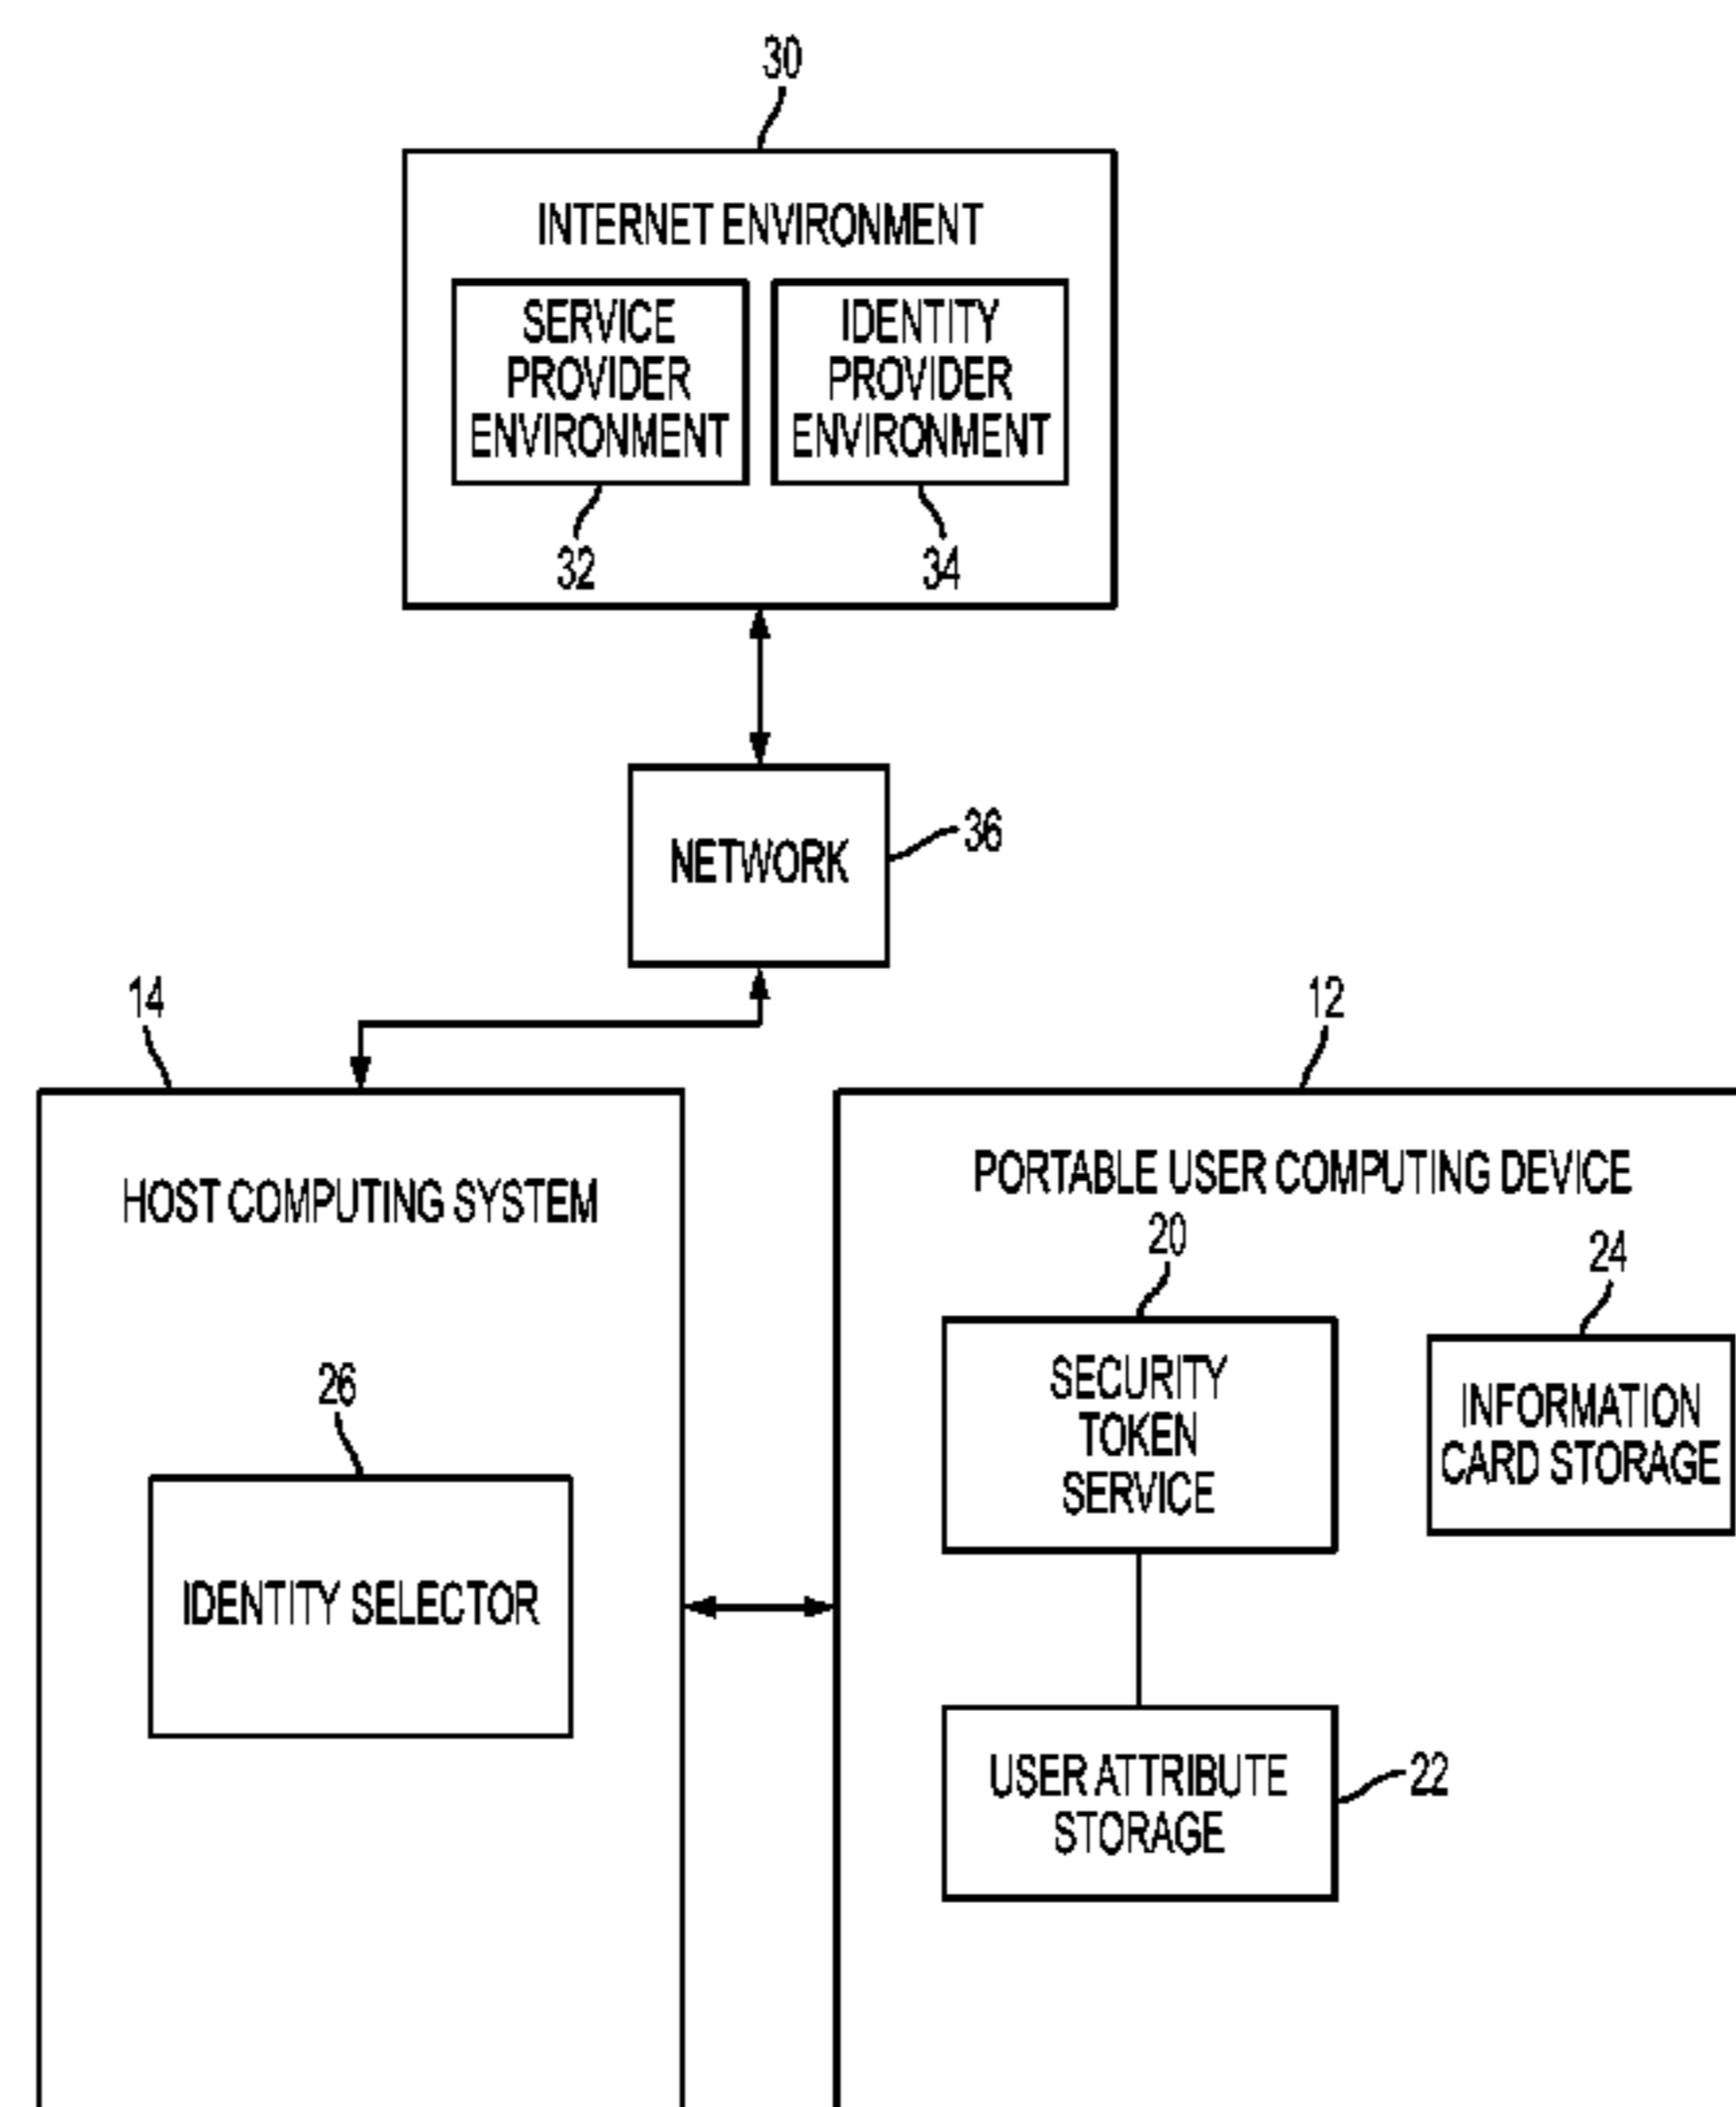 30
INTERNET ENVIRONMENT
SERVICE
PROVIDER
ENVIRONMENT
IDENTITY
PROVIDER
ENVIRONMENT
32
34
NETWORK
36
14
12
HOST COMPUTING SYSTEM
26
IDENTITY SELECTOR
PORTABLE USER COMPUTING DEVICE
20
24
SECURITY
TOKEN
SERVICE
INFORMATION
CARD STORAGE
USER ATTRIBUTE
STORAGE
22